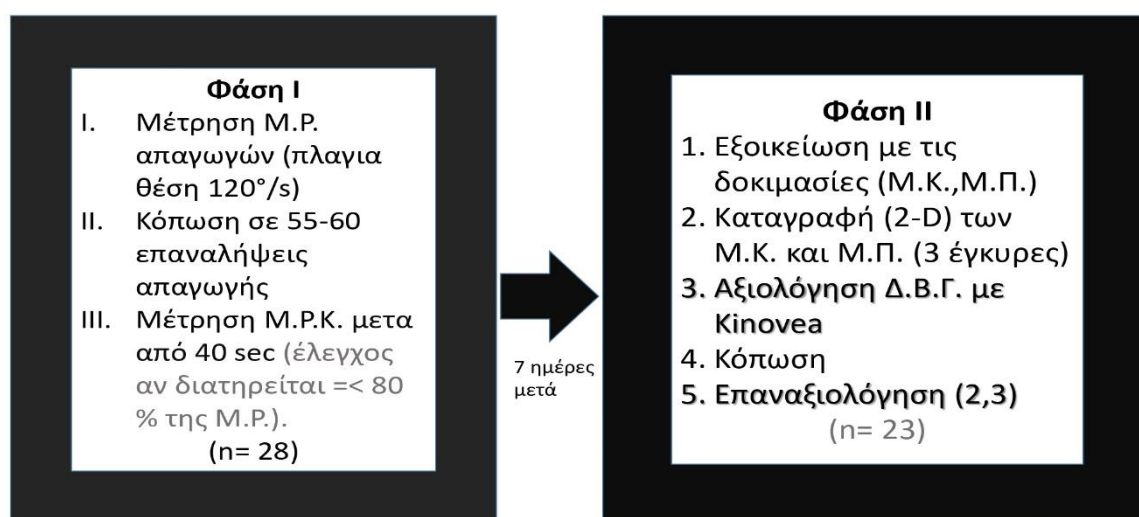 Φάση Ι
I. Μέτρηση Μ.Ρ.
απαγωγών (πλαγια
θέση 120°/s)
II. Κόπωση σε 55-60
επαναλήψεις
απαγωγής
III. Μέτρηση Μ.Ρ.Κ. μετα
από 40 sec (έλεγχος
αν διατηρείται =< 80
% της Μ.Ρ.).
(n= 28)
7 ημέρες
μετά
Φάση ΙΙ
1. Εξοικείωση με τις
δοκιμασίες (Μ.Κ.,Μ.Π.)
2. Καταγραφή (2-D) των
Μ.Κ. και Μ.Π. (3 έγκυρες)
3. Αξιολόγηση Δ.Β.Γ. με
Kinovea
4. Κόπωση
5. Επαναξιολόγηση (2,3)
(n= 23)